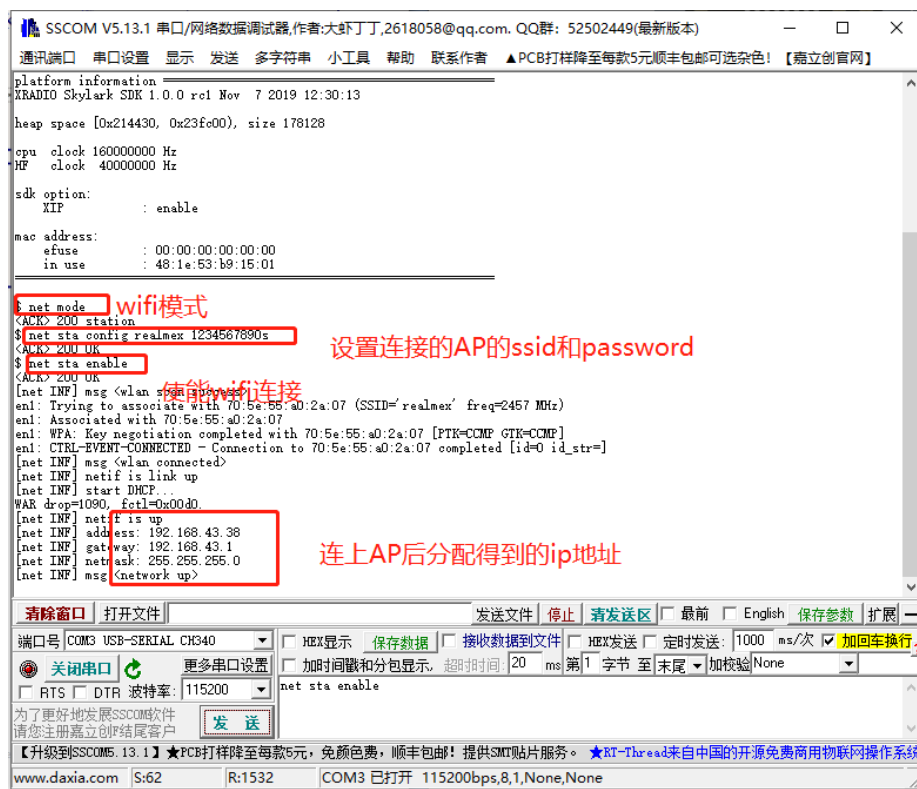 SSCOM V5.13.1 串口/网络数据调试器,作者:大虾丁丁,2618058@qq.com. QQ群: 52502449(最新版本)
通讯端口 串口设置 显示 发送 多字符串 小工具 帮助 联系作者 ▲PCB打样降至每款5元顺丰包邮可选杂色! 【嘉立创官网】
platform information
XRADIO Skylark SDK 1.0.0 rc1 Nov 7 2019 12:30:13
heap space [0x214430, 0x23fc00), size 178128
cpu clock 160000000 Hz
HF clock 40000000 Hz
sdk option:
XIP : enable
mac address:
efuse : 00:00:00:00:00:00
in use : 48:1e:53:b9:15:01
$ net mode wifi模式
<ACK> 200 station
$ net sta config realmex 1234567890s
<ACK> 200 OK 设置连接的AP的ssid和password
$ net sta enable
<ACK> 200 OK
使能wifi连接
[net INF] msg <wlan scan success>
en1: Trying to associate with 70:5e:55:a0:2a:07 (SSID='realmex' freq=2457 MHz)
en1: Associated with 70:5e:55:a0:2a:07
en1: WPA: Key negotiation completed with 70:5e:55:a0:2a:07 [PTK=CCMP GTK=CCMP]
en1: CTRL-EVENT-CONNECTED - Connection to 70:5e:55:a0:2a:07 completed [id=0 id_str=]
[net INF] msg <wlan connected>
[net INF] netif is link up
[net INF] start DHCP...
WAR drop=1090, fctl=0x00d0.
[net INF] netif is up
[net INF] address: 192.168.43.38
[net INF] gateway: 192.168.43.1 连上AP后分配得到的ip地址
[net INF] netmask: 255.255.255.0
[net INF] msg <network up>
清除窗口 打开文件 发送文件 停止 清发送区 最前 English 保存参数 扩展 —
端口号 COM3 USB-SERIAL CH340 HEX显示 保存数据 接收数据到文件 HEX发送 定时发送: 1000 ms/次 加回车换行
关闭串口 更多串口设置 加时间戳和分包显示, 超时时间: 20 ms 第1 字节 至 末尾 加校验 None
RTS DTR 波特率: 115200 net sta enable
为了更好地发展SSCOM软件
请您注册嘉立创F结尾客户
发 送
【升级到SSCOM5.13.1】★PCB打样降至每款5元,免颜色费,顺丰包邮! 提供SMT贴片服务。 ★RT-Thread来自中国的开源免费商用物联网操作系统
www.daxia.com S:62 R:1532 COM3 已打开 115200bps,8,1,None,None